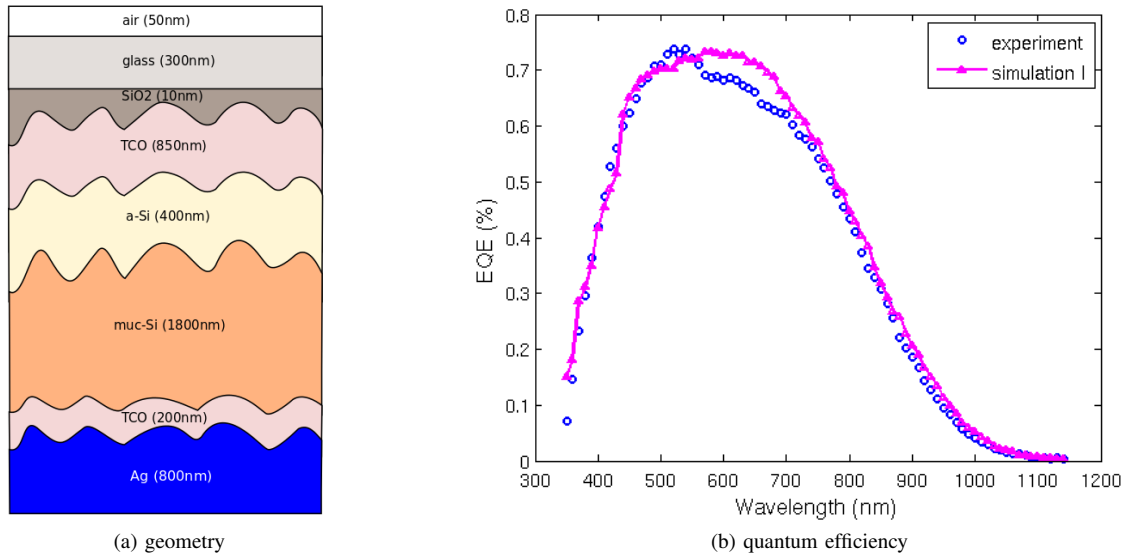 air (50nm)
glass (300nm)
SiO2 (10nm)
TCO (850nm)
a-Si (400nm)
muc-Si (1800nm)
TCO (200nm)
Ag (800nm)
(a) geometry
0.8
0.7
0.6
0.5
0.4
0.3
0.2
0.1
0
EQE (%)
300 400 500 600 700 800 900 1000 1100 1200
Wavelength (nm)
experiment
simulation I
(b) quantum efficiency